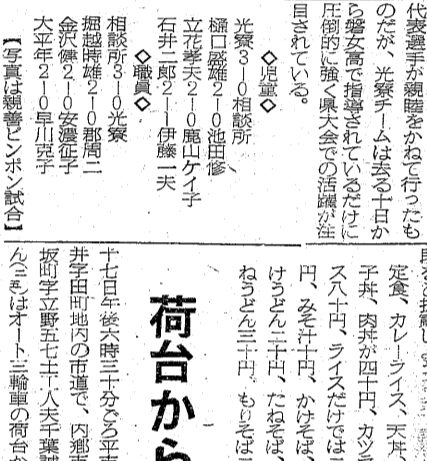 代表選手が親睦をかねて行ったも
のだが、光寮チームは去る十日か
ら磐女高で指導されているだけに
圧倒的に強く県大会での活躍が注
目されている。
◇児童◇
光寮3―0相談所
樋口盛雄2―0池田修
立花孝夫2―0鹿山ケイ子
石井二郎2―1伊藤一夫
◇職員◇
相談所3―0光寮
堀越時雄2―0郡周二
金沢健2―0安濃征子
大平年2―0早川克子
【写真は親善ピンポン試合】
定食、カレーライス、天丼、
子丼、肉丼が四十円、カツラ
ス八十円、ライスだけでは
円、みそ汁十円、かけそば、
けうどん二十円、たねそば、
ねうどん三十円、もりそば
荷台から
十七日午後六時三十分ごろ平市
井字田町地内の市道で、内郷市
坂町字立野五七土工人夫千葉誠
ん(三七)はオート三輪車の荷台か